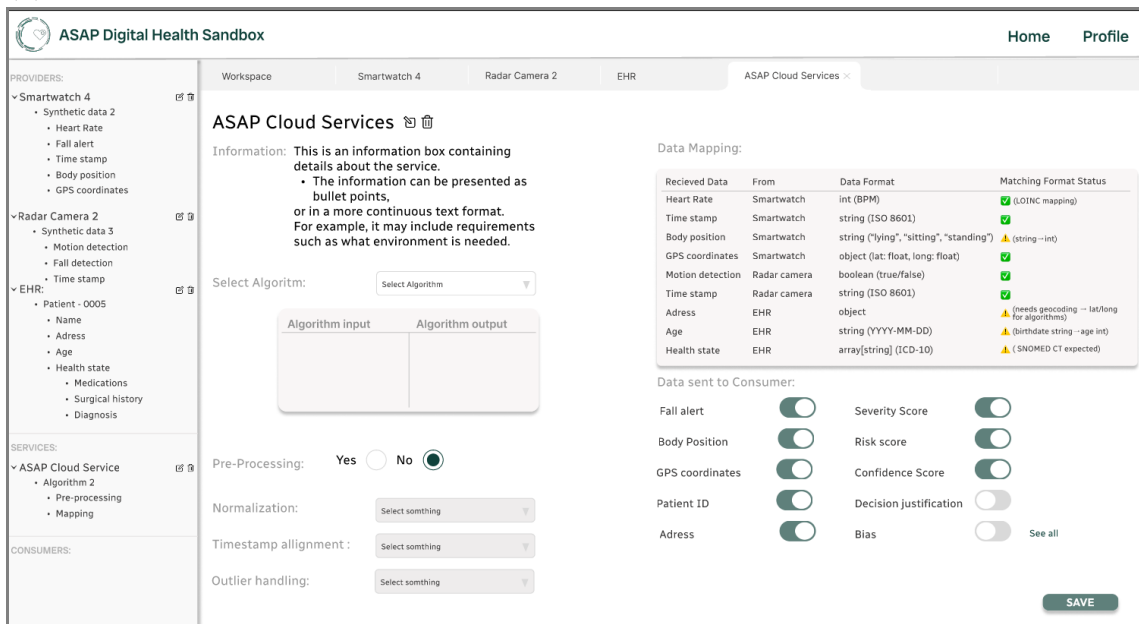 ASAP Digital Health Sandbox
Home
Profile
PROVIDERS:
Smartwatch 4
• Synthetic data 2
• Heart Rate
• Fall alert
• Time stamp
• Body position
• GPS coordinates
Radar Camera 2
• Synthetic data 3
• Motion detection
• Fall detection
• Time stamp
EHR:
• Patient - 0005
• Name
• Adress
• Age
• Health state
• Medications
• Surgical history
• Diagnosis
SERVICES:
ASAP Cloud Service
• Algorithm 2
• Pre-processing
• Mapping
CONSUMERS:
Workspace
Smartwatch 4
Radar Camera 2
EHR
ASAP Cloud Services ×
ASAP Cloud Services
Information: This is an information box containing
details about the service.
• The information can be presented as
bullet points,
or in a more continuous text format.
For example, it may include requirements
such as what environment is needed.
Select Algoritm: Select Algorithm
Algorithm input Algorithm output
Pre-Processing: Yes No
Normalization: Select somthing
Timestamp allignment : Select somthing
Outlier handling: Select somthing
Data Mapping:
Recieved Data From Data Format Matching Format Status
Heart Rate Smartwatch int (BPM) ✅ (LOINC mapping)
Time stamp Smartwatch string (ISO 8601) ✅
Body position Smartwatch string ("lying", "sitting", "standing") ⚠️ (string→int)
GPS coordinates Smartwatch object (lat: float, long: float) ✅
Motion detection Radar camera boolean (true/false) ✅
Time stamp Radar camera string (ISO 8601) ✅
Adress EHR object ⚠️ (needs geocoding → lat/long
for algorithms)
Age EHR string (YYYY-MM-DD) ⚠️ (birthdate string→age int)
Health state EHR array[string] (ICD-10) ⚠️ ( SNOMED CT expected)
Data sent to Consumer:
Fall alert Severity Score
Body Position Risk score
GPS coordinates Confidence Score
Patient ID Decision justification
Adress Bias See all
SAVE